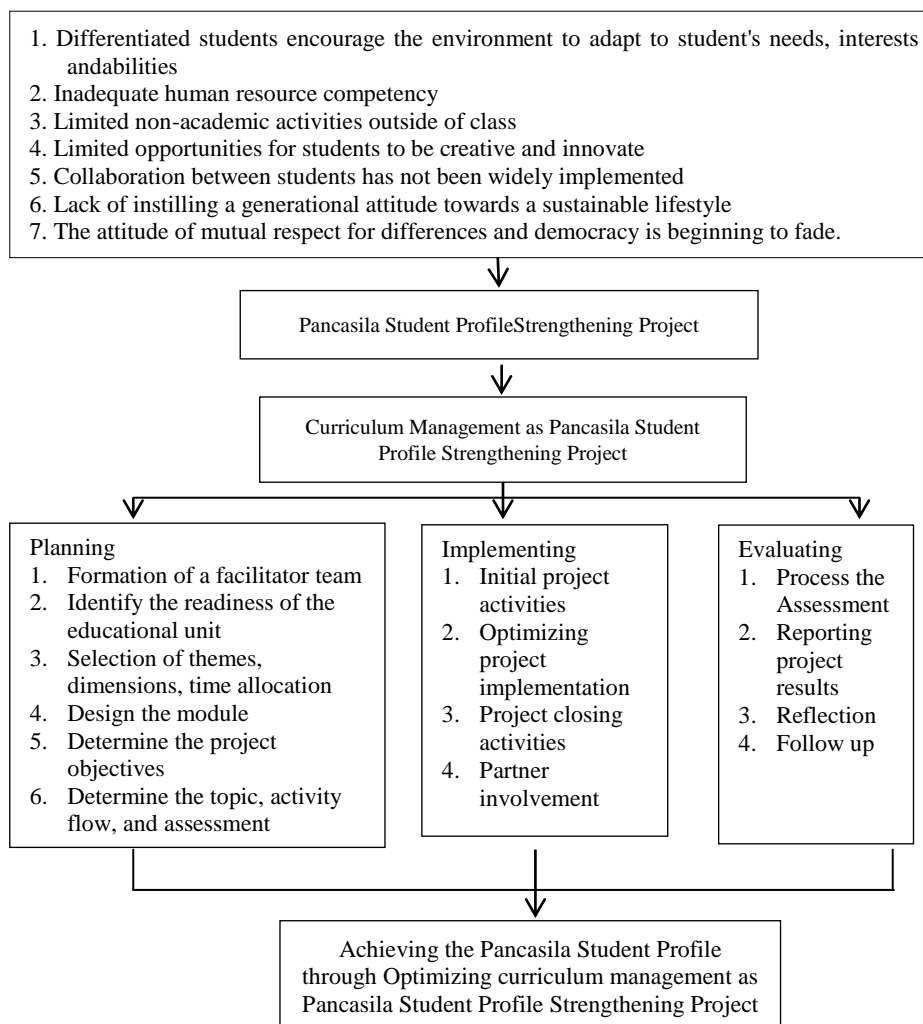 1. Differentiated students encourage the environment to adapt to student's needs, interests
andabilities
2. Inadequate human resource competency
3. Limited non-academic activities outside of class
4. Limited opportunities for students to be creative and innovate
5. Collaboration between students has not been widely implemented
6. Lack of instilling a generational attitude towards a sustainable lifestyle
7. The attitude of mutual respect for differences and democracy is beginning to fade.
Pancasila Student ProfileStrengthening Project
Curriculum Management as Pancasila Student
Profile Strengthening Project
Planning
1. Formation of a facilitator team
2. Identify the readiness of the
educational unit
3. Selection of themes,
dimensions, time allocation
4. Design the module
5. Determine the project
objectives
6. Determine the topic, activity
flow, and assessment
Implementing
1. Initial project
activities
2. Optimizing
project
implementation
3. Project closing
activities
4. Partner
involvement
Evaluating
1. Process the
Assessment
2. Reporting
project
results
3. Reflection
4. Follow up
Achieving the Pancasila Student Profile
through Optimizing curriculum management as
Pancasila Student Profile Strengthening Project